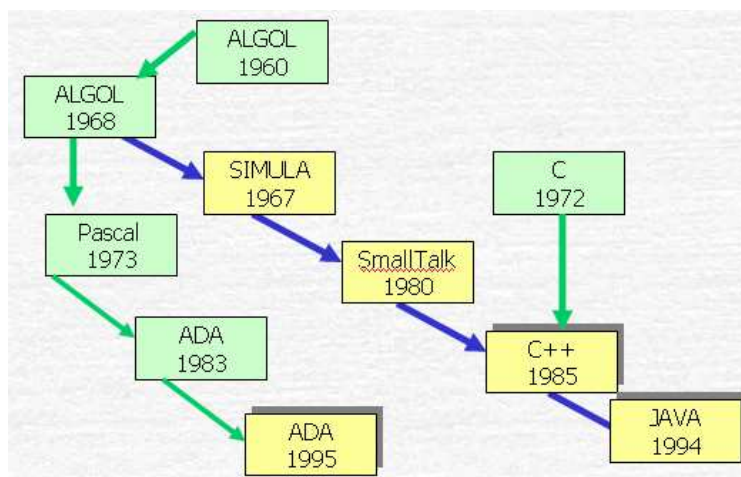 ALGOL
1960
ALGOL
1968
SIMULA
1967
C
1972
Pascal
1973
SmallTalk
1980
ADA
1983
C++
1985
JAVA
1994
ADA
1995